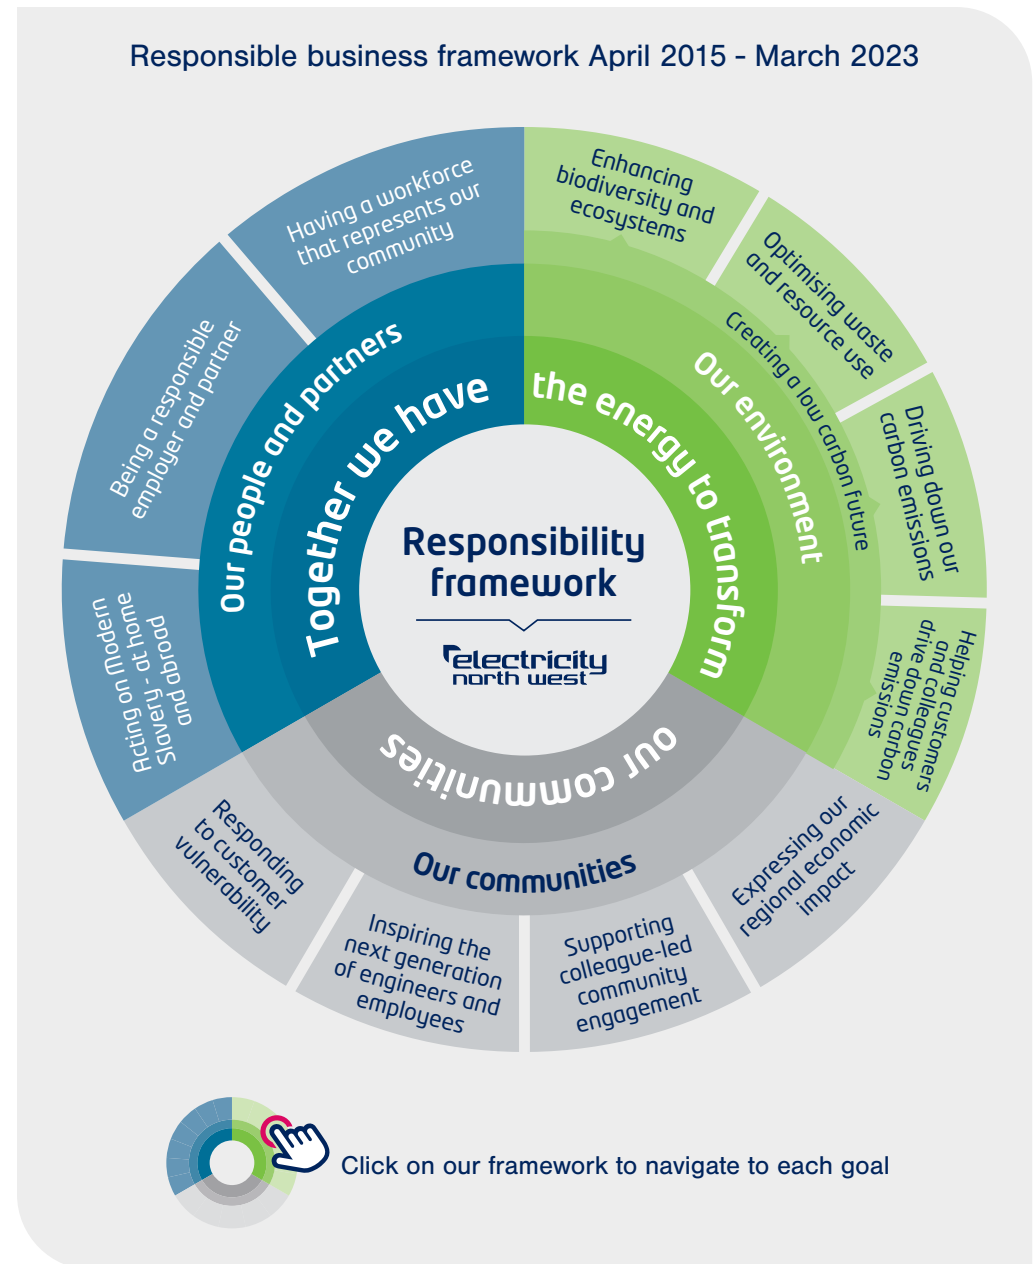 Responsible business framework April 2015 - March 2023
Enhancing
biodiversity and
ecosystems
Optimising waste
and resource use
Driving down our
carbon emissions
Helping customers
and colleagues
drive down carbon
emissions
Creating a low carbon future
Our environment
Expressing our
regional economic
impact
Supporting
colleague-led
community
engagement
Inspiring the
next generation
of engineers and
employees
Responding
to customer
vulnerability
Our communities
Acting on Modern
Slavery - at home
and abroad
Being a responsible
employer and partner
Having a workforce
that represents our
community
Our people and partners
Together we have
the energy to transform
our communities
Responsibility
framework
electricity
north west
Click on our framework to navigate to each goal